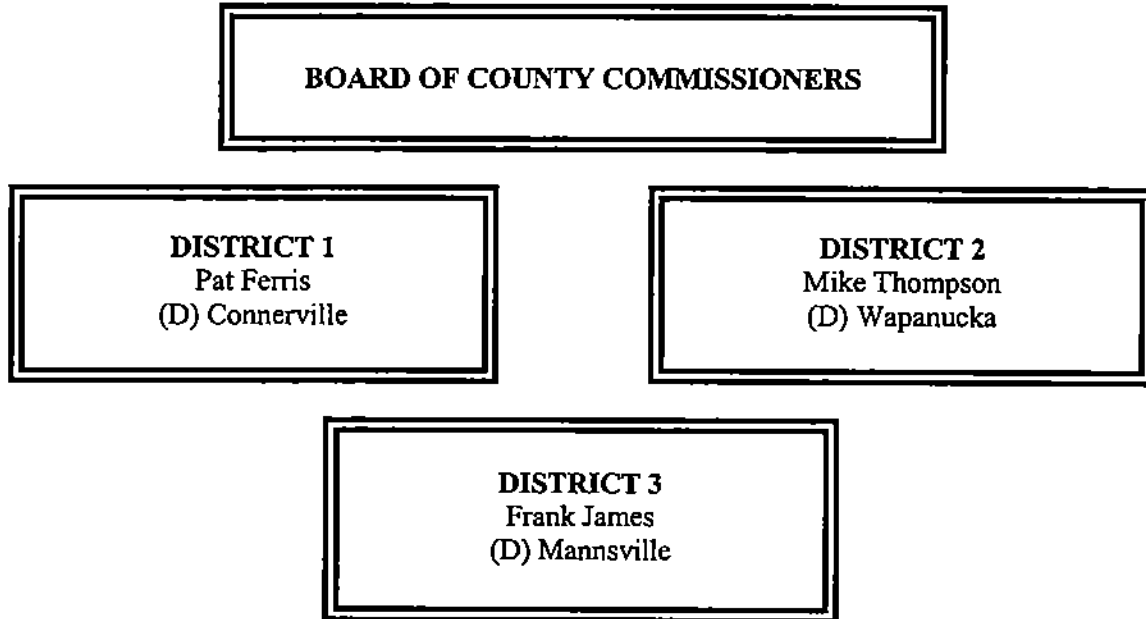 BOARD OF COUNTY COMMISSIONERS
DISTRICT 1
Pat Ferris
(D) Connerville
DISTRICT 2
Mike Thompson
(D) Wapanucka
DISTRICT 3
Frank James
(D) Mannsville